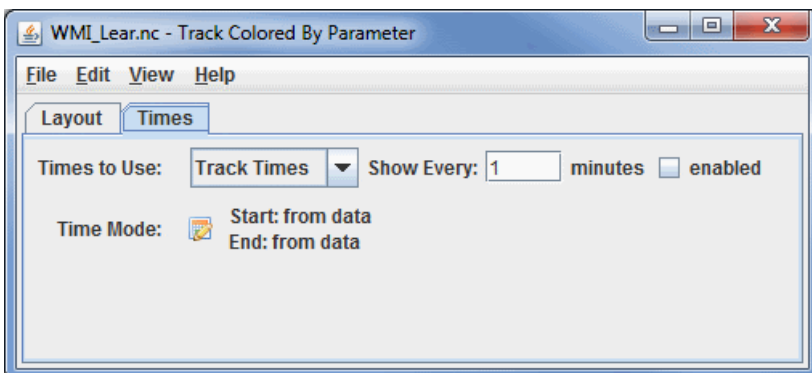 WMI_Lear.nc - Track Colored By Parameter
File Edit View Help
Layout Times
Times to Use: Track Times Show Every: 1 minutes enabled
Time Mode: Start: from data
End: from data